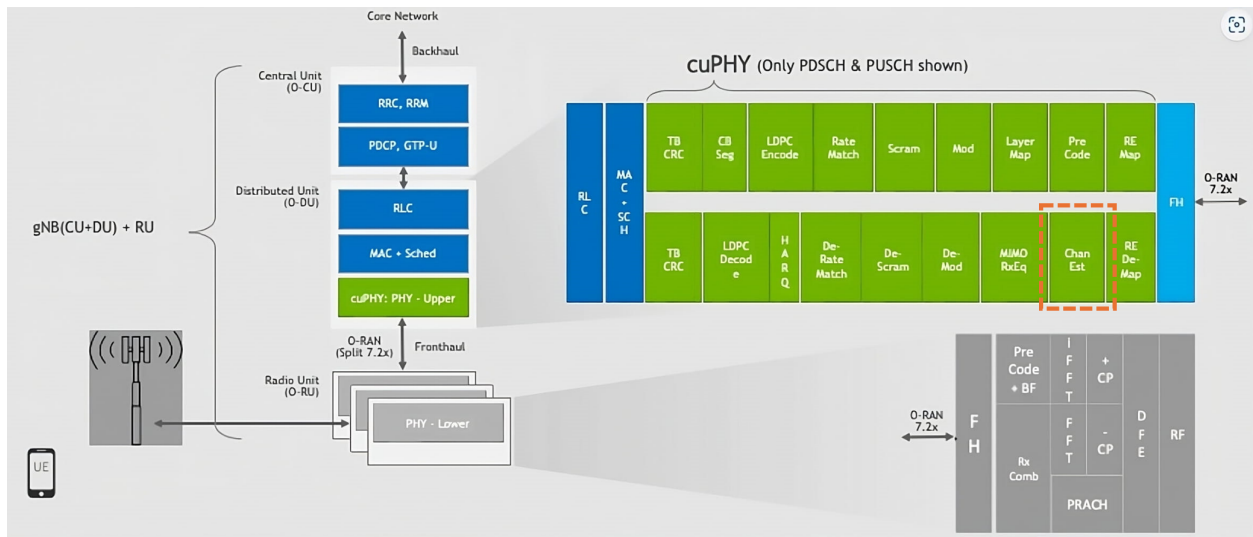 Core Network
Backhaul
Central Unit
(O-CU)
RRC, RRM
PDCP, GTP-U
Distributed Unit
(O-DU)
RLC
MAC + Sched
cuPHY: PHY - Upper
gNB(CU+DU) + RU
O-RAN
(Split 7.2x)
Fronthaul
Radio Unit
(O-RU)
PHY - Lower
UE
cuPHY (Only PDSCH & PUSCH shown)
RL
C
MA
C
+
SC
H
TB
CRC
CB
Seg
LDPC
Encode
Rate
Match
Scram
Mod
Layer
Map
Pre
Code
RE
Map
TB
CRC
LDPC
Decod
e
H
A
R
Q
De-
Rate
Match
De-
Scram
De-
Mod
MIMO
RxEq
Chan
Est
RE
De-
Map
FH
O-RAN
7.2x
O-RAN
7.2x
F
H
Pre
Code
+ BF
I
F
F
T
+
CP
Rx
Comb
F
F
T
-
CP
PRACH
D
F
E
RF